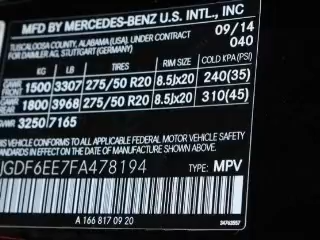 MFD BY MERCEDES-BENZ U.S. INTL., INC
TUSCALOOSA COUNTY, ALABAMA (USA). UNDER CONTRACT 09/14
FOR DAIMLER AG, STUTTGART (GERMANY) 040
KG LB TIRES RIM SIZE COLD KPA(PSI)
1500 3307 275/50 R20 8.5Jx20 240(35)
1800 3968 275/50 R20 8.5Jx20 310(45)
3250 7165
VEHICLE CONFORMS TO ALL APPLICABLE FEDERAL MOTOR VEHICLE SAFETY
IN EFFECT ON THE DATE OF MANUFACTURE SHOWN ABOVE.
JGDF6EE7FA478194 TYPE: MPV
A 166 817 09 20